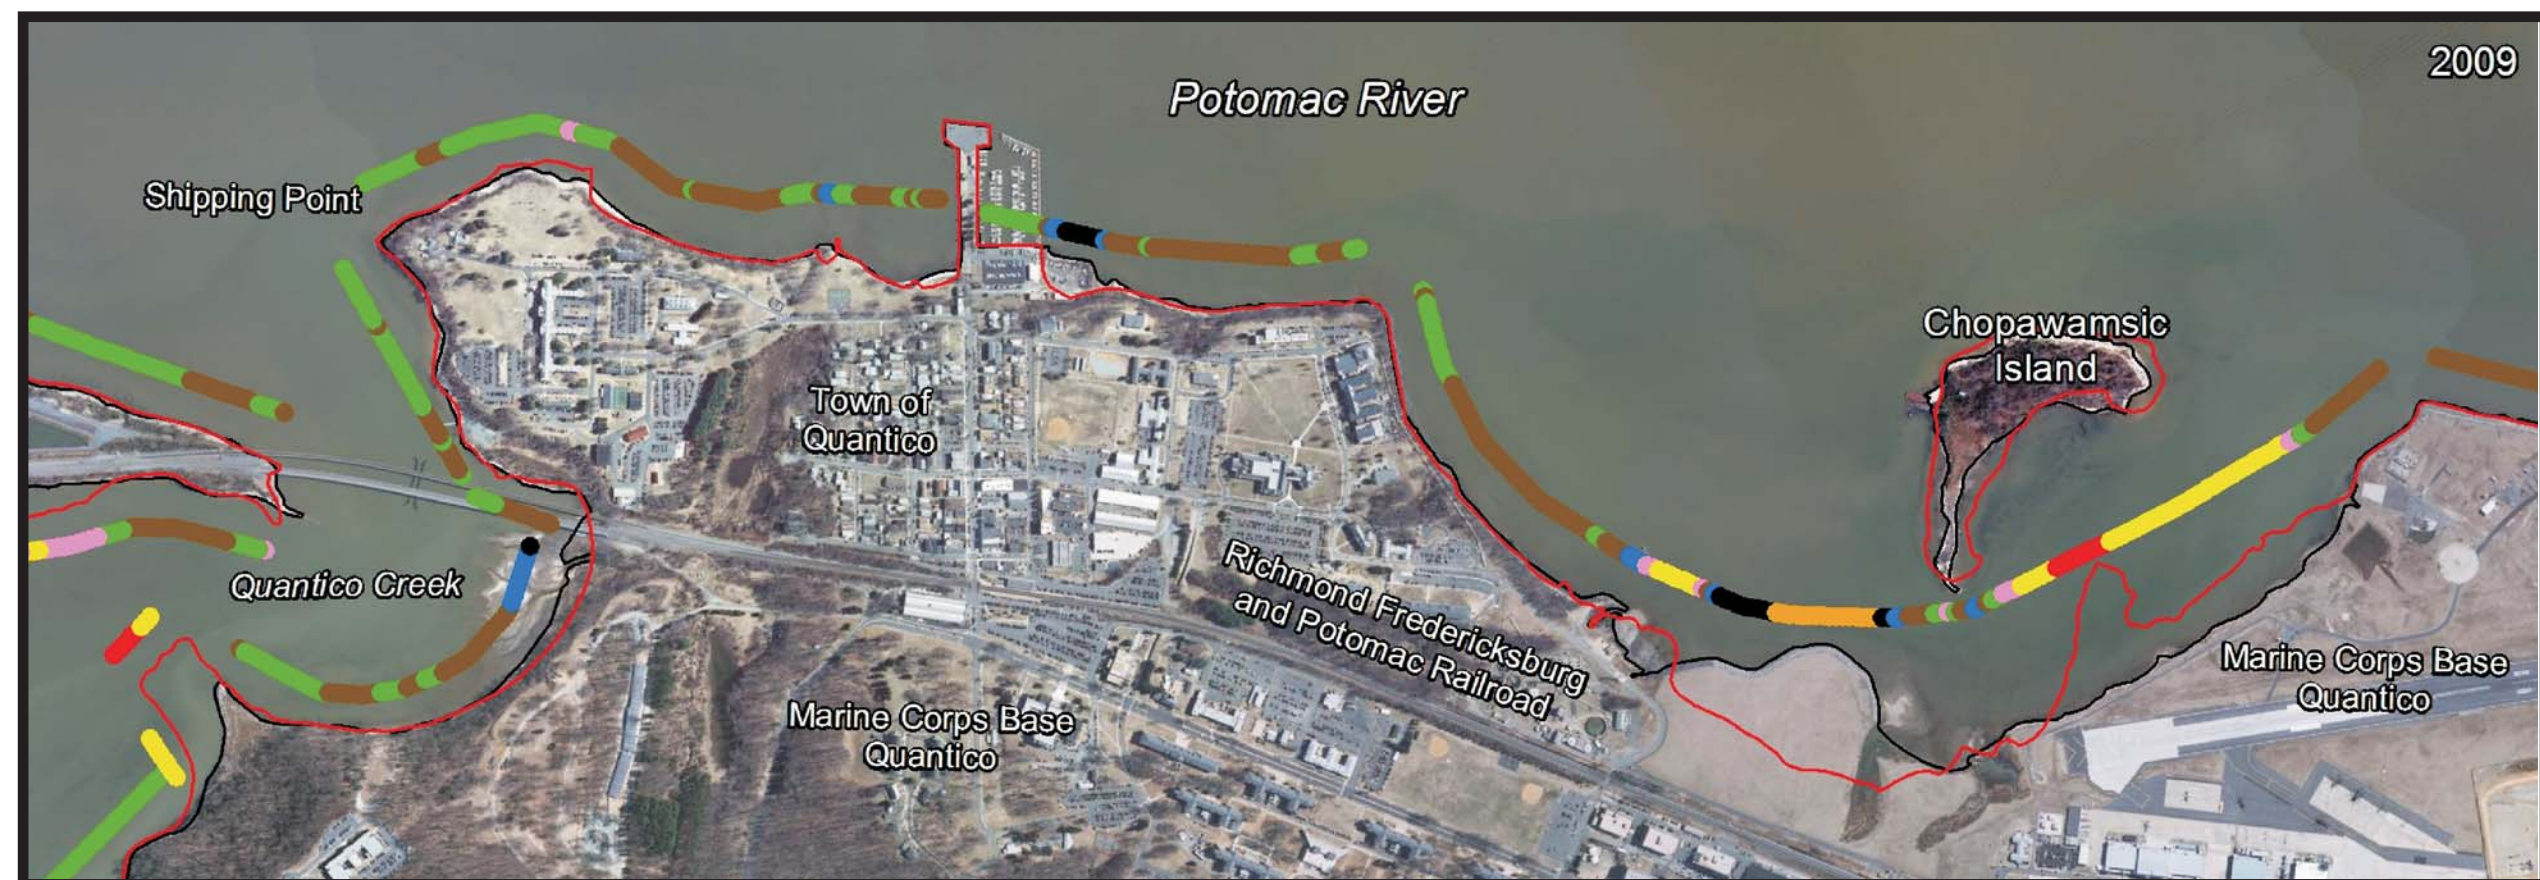 2009
Potomac River
Shipping Point
Chopawamsic
Island
Town of
Quantico
Quantico Creek
Richmond Fredericksburg
and Potomac Railroad
Marine Corps Base
Quantico
Marine Corps Base
Quantico